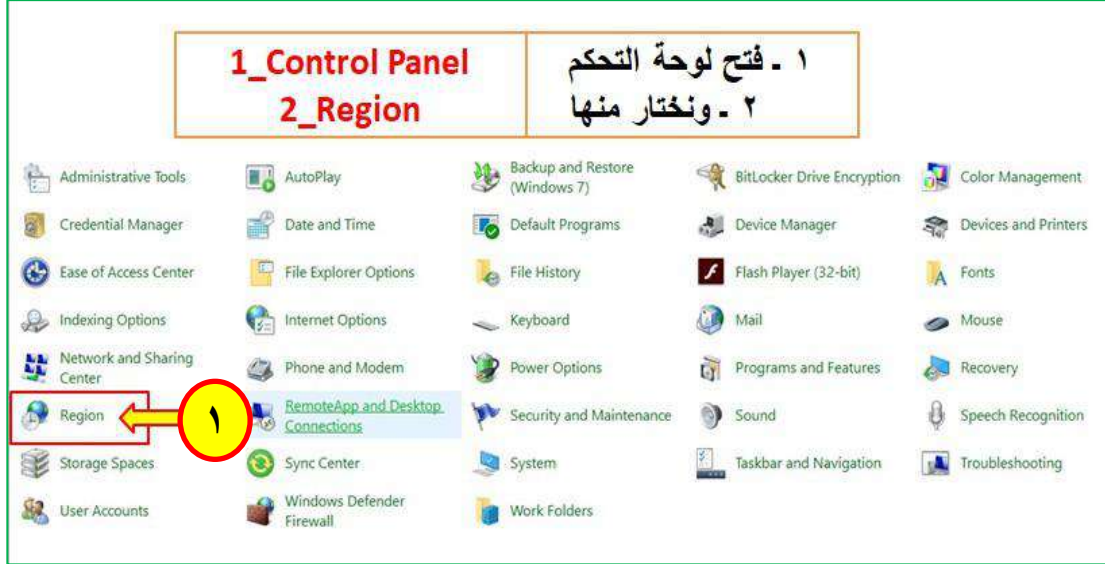 1_Control Panel
2_Region
١ ـ فتح لوحة التحكم
٢ ـ ونختار منها
Administrative Tools
AutoPlay
Backup and Restore
(Windows 7)
BitLocker Drive Encryption
Color Management
Credential Manager
Date and Time
Default Programs
Device Manager
Devices and Printers
Ease of Access Center
File Explorer Options
File History
Flash Player (32-bit)
Fonts
Indexing Options
Internet Options
Keyboard
Mail
Mouse
Network and Sharing
Center
Phone and Modem
Power Options
Programs and Features
Recovery
Region
١
RemoteApp and Desktop
Connections
Security and Maintenance
Sound
Speech Recognition
Storage Spaces
Sync Center
System
Taskbar and Navigation
Troubleshooting
User Accounts
Windows Defender
Firewall
Work Folders